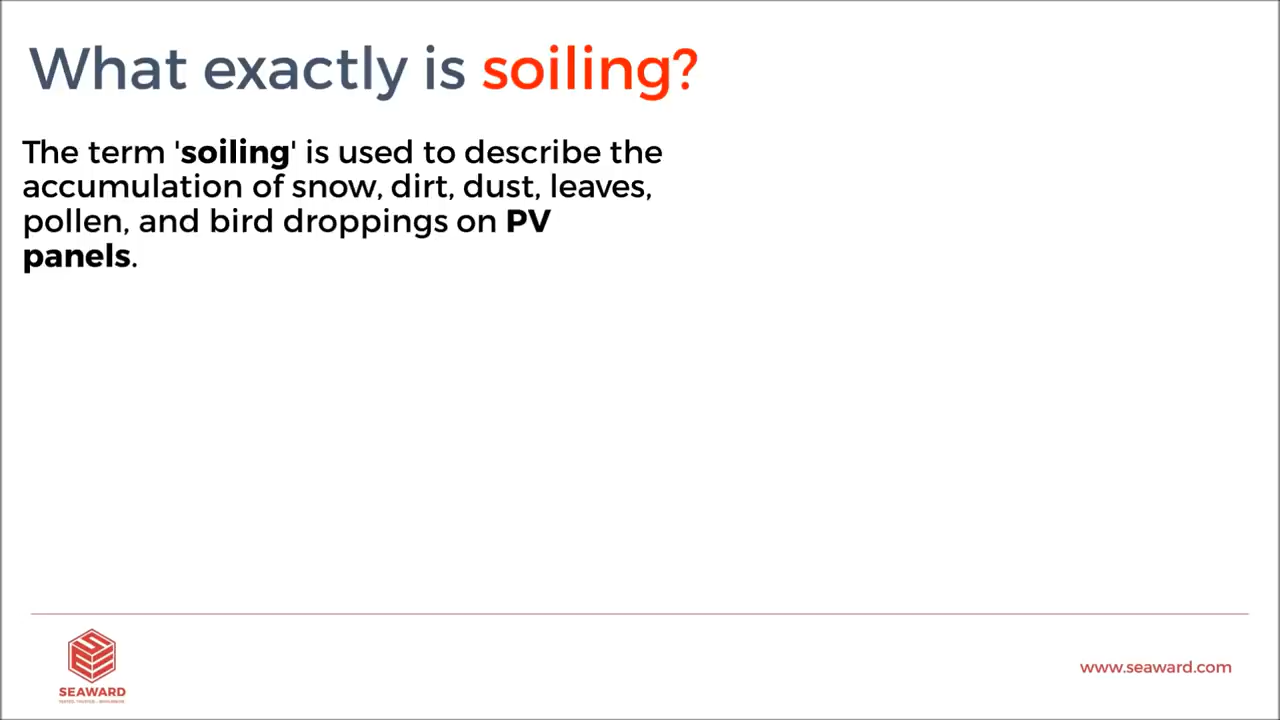 What exactly is soiling?
The term 'soiling' is used to describe the
accumulation of snow, dirt, dust, leaves,
pollen, and bird droppings on PV
panels.
SEAWARD
www.seaward.com